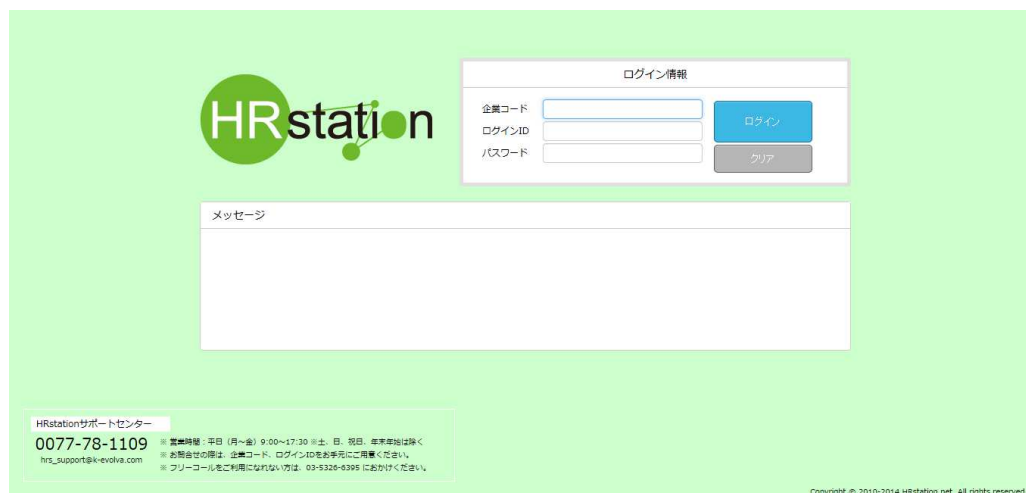 HRstation
ログイン情報
企業コード
ログインID
パスワード
ログイン
クリア
メッセージ
HRstationサポートセンター
0077-78-1109
hrs_support@k-evolva.com
※ 営業時間：平日（月～金）9:00～17:30 ※土、日、祝日、年末年始は除く
※ お問合せの際は、企業コード、ログインIDをお手元にご用意ください。
※ フリーコールをご利用になれない方は、03-5326-6395 におかけください。
Copyright © 2010-2014 HRstation.net. All rights reserved